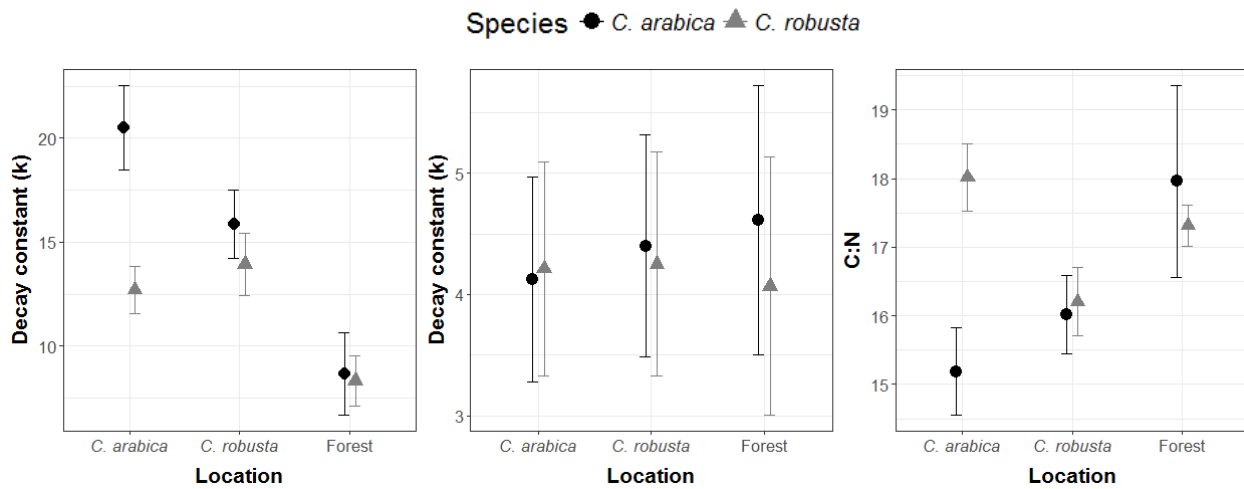 Species C. arabica C. robusta
Decay constant (k)
20
15
10
C. arabica C. robusta Forest
Location
Decay constant (k)
5
4
3
C. arabica C. robusta Forest
Location
C:N
19
18
17
16
15
C. arabica C. robusta Forest
Location